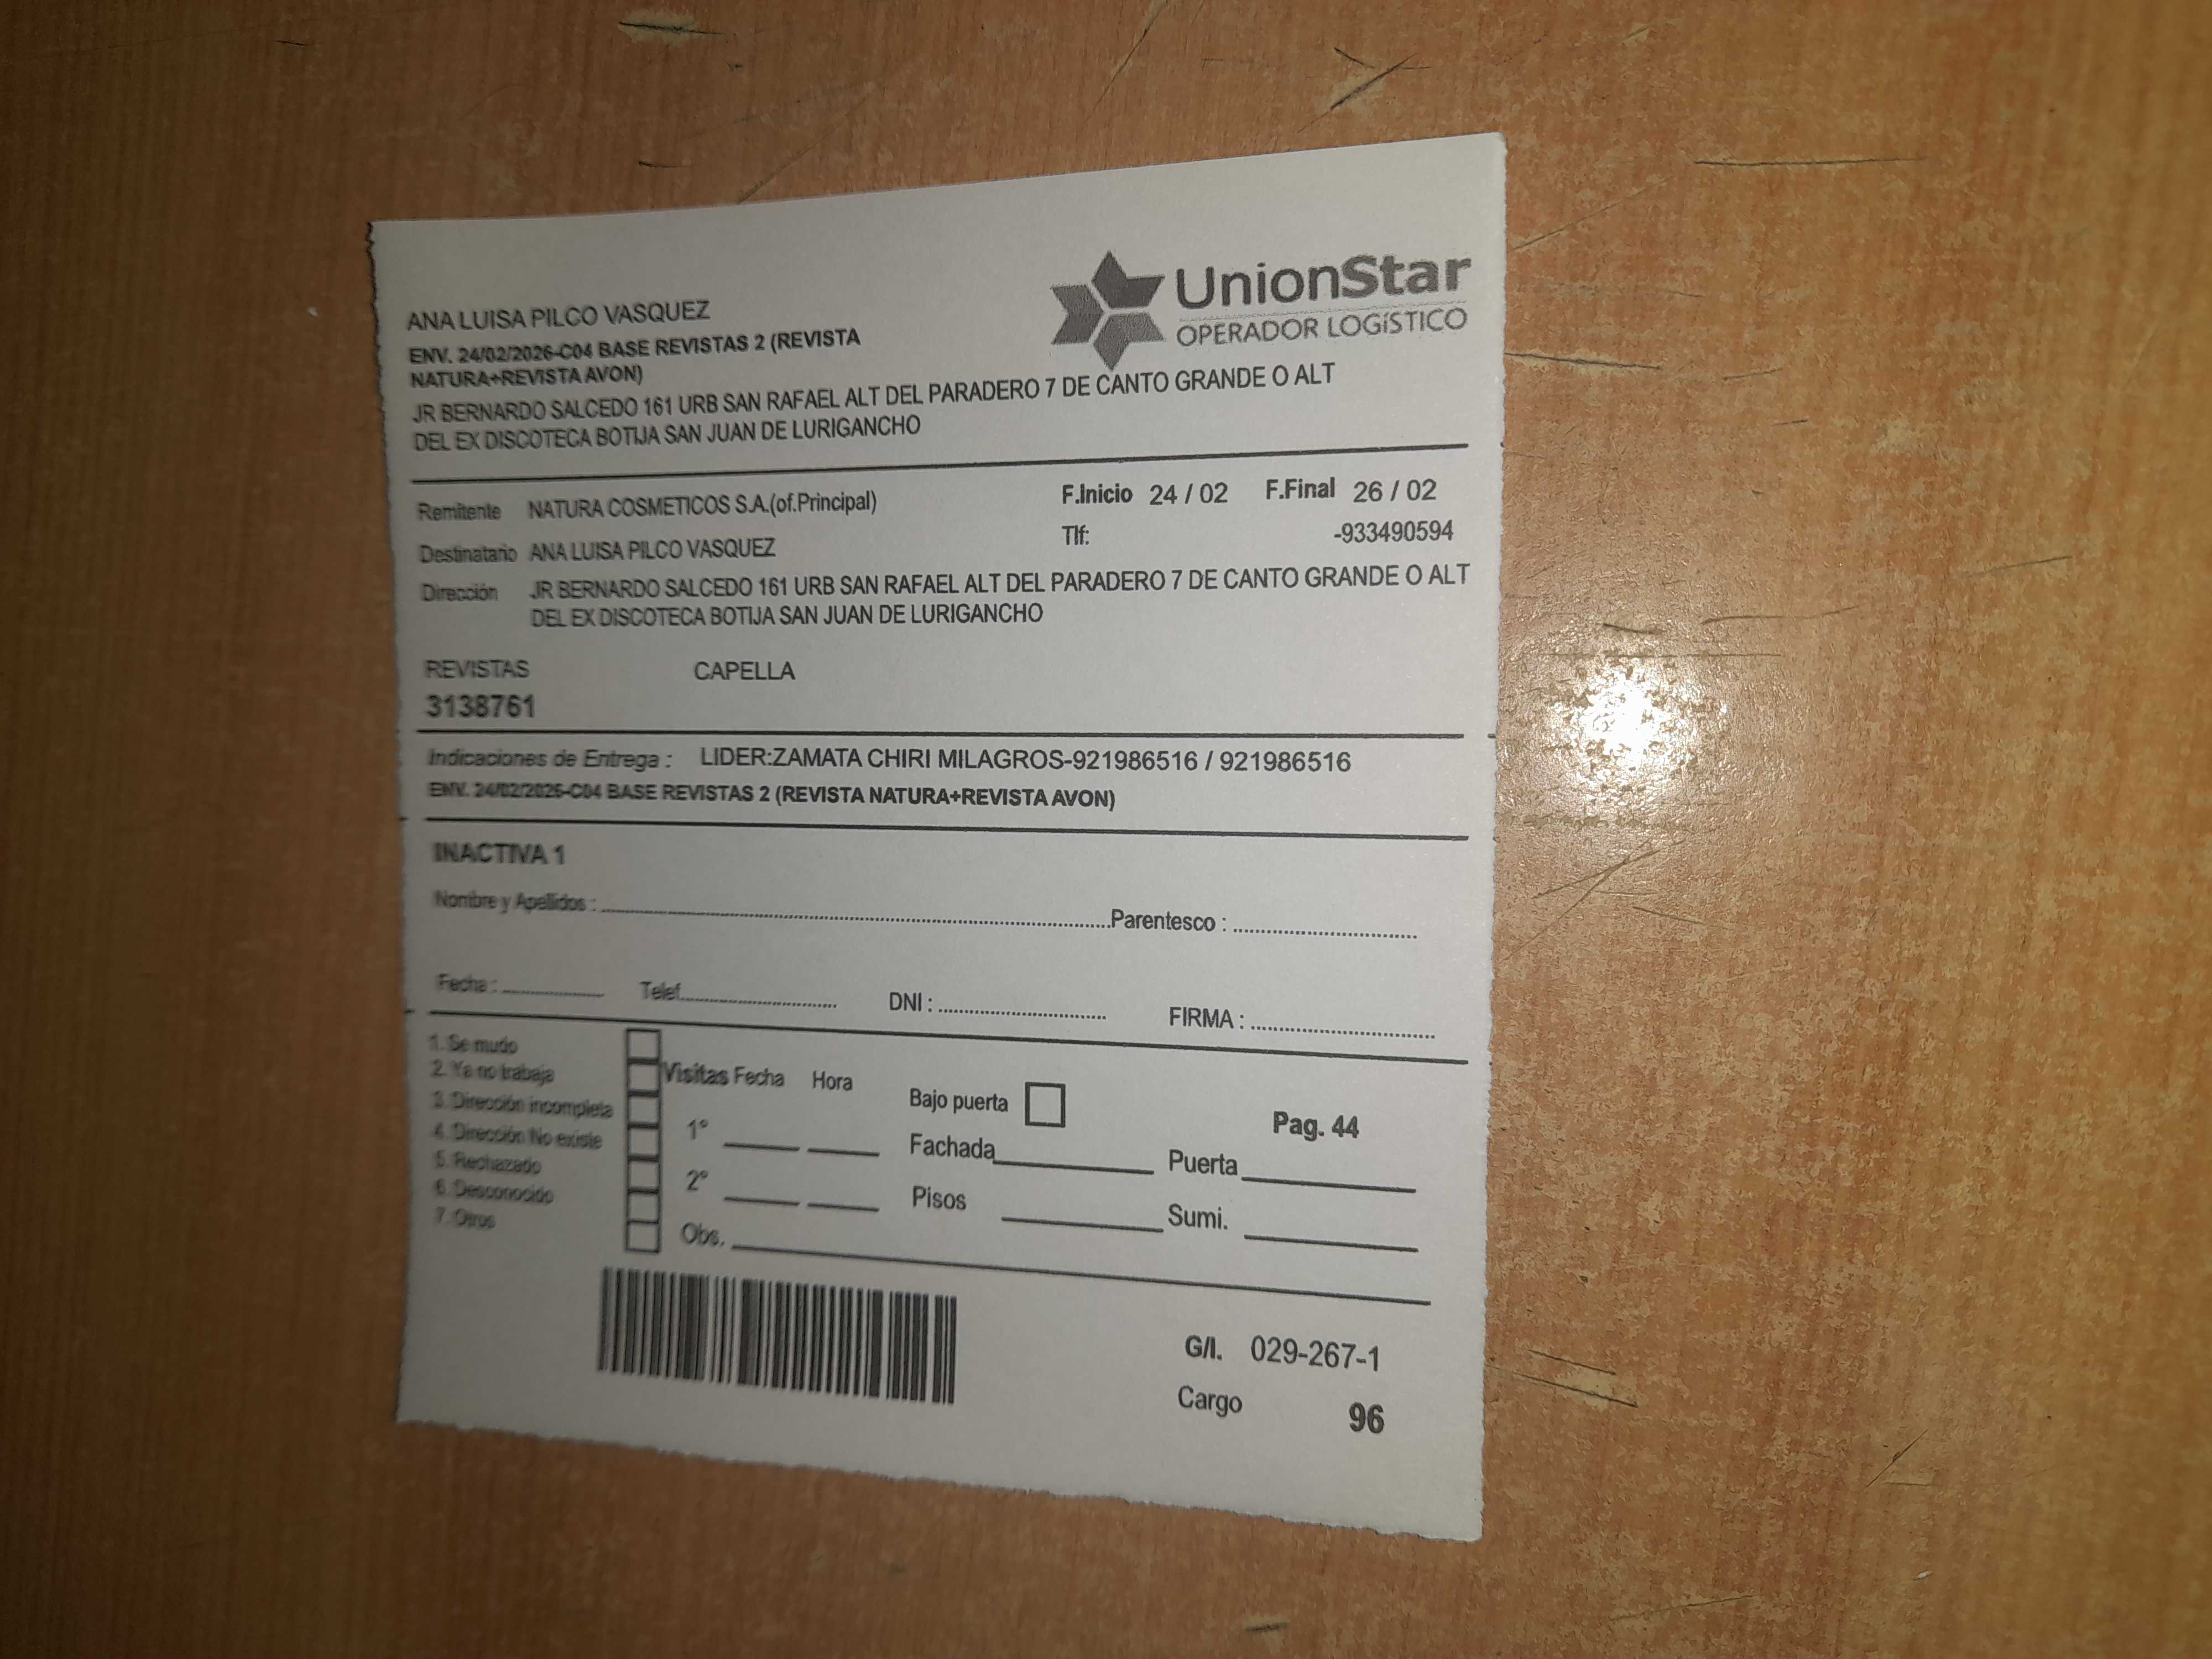 UnionStar
OPERADOR LOGÍSTICO
ANA LUISA PILCO VASQUEZ
ENV. 24/02/2026-C04 BASE REVISTAS 2 (REVISTA
NATURA+REVISTA AVON)
JR BERNARDO SALCEDO 161 URB SAN RAFAEL ALT DEL PARADERO 7 DE CANTO GRANDE O ALT
DEL EX DISCOTECA BOTIJA SAN JUAN DE LURIGANCHO
Remitente NATURA COSMETICOS S.A.(of.Principal) F.Inicio 24 / 02 F.Final 26 / 02
Tlf: -933490594
Destinatario ANA LUISA PILCO VASQUEZ
Dirección JR BERNARDO SALCEDO 161 URB SAN RAFAEL ALT DEL PARADERO 7 DE CANTO GRANDE O ALT
DEL EX DISCOTECA BOTIJA SAN JUAN DE LURIGANCHO
REVISTAS CAPELLA
3138761
Indicaciones de Entrega : LIDER:ZAMATA CHIRI MILAGROS-921986516 / 921986516
ENV. 24/02/2026-C04 BASE REVISTAS 2 (REVISTA NATURA+REVISTA AVON)
INACTIVA 1
Nombre y Apellidos : Parentesco :
Fecha : Telef. DNI : FIRMA :
1. Se mudo
2. Ya no trabaja
3. Dirección incompleta
4. Dirección No existe
5. Rechazado
6. Desconocido
7. Otros
Visitas Fecha Hora
1°
2°
Obs.
Bajo puerta
Pag. 44
Fachada Puerta
Pisos Sumi.
G/I. 029-267-1
Cargo 96